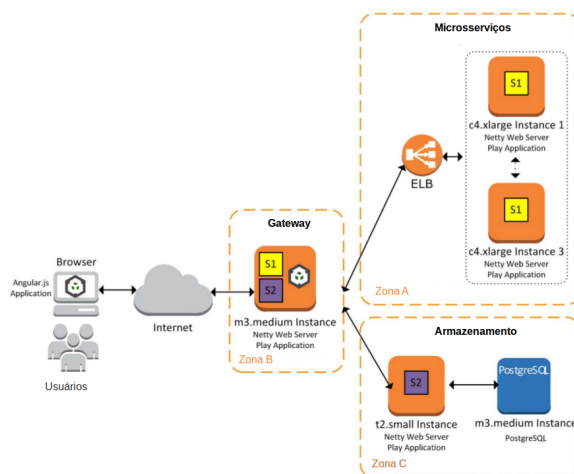 Microsserviços
S1
c4.xlarge Instance 1
Netty Web Server
Play Application
ELB
S1
c4.xlarge Instance 3
Netty Web Server
Play Application
Zona A
Gateway
S1
S2
m3.medium Instance
Netty Web Server
Play Application
Zona B
Browser
Angular.js
Application
Internet
Usuários
Armazenamento
S2
t2.small Instance
Netty Web Server
Play Application
PostgreSQL
m3.medium Instance
PostgreSQL
Zona C